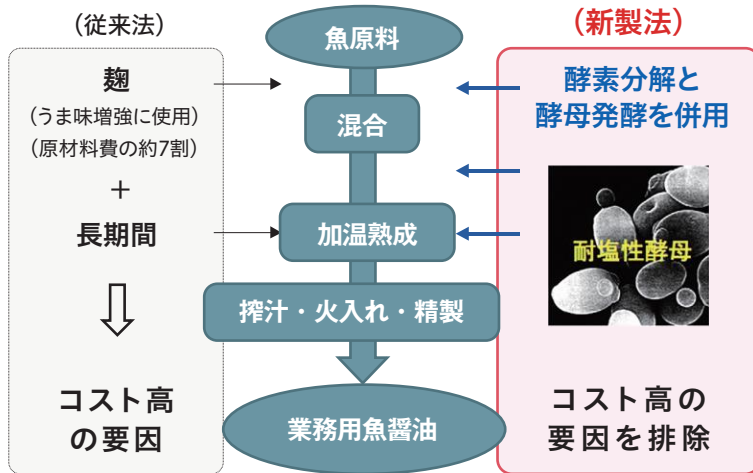 (従来法)
麹
(うま味増強に使用)
(原材料費の約7割)
+
長期間
コスト高
の要因
魚原料
混合
加温熟成
搾汁・火入れ・精製
業務用魚醤油
(新製法)
酵素分解と
酵母発酵を併用
耐塩性酵母
コスト高の
要因を排除